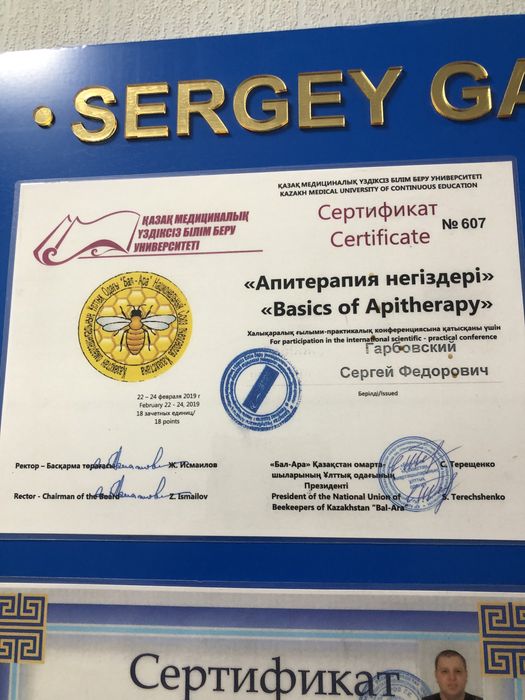 • SERGEY GA
ҚАЗАҚ МЕДИЦИНАЛЫҚ ҮЗДІКСІЗ БІЛІМ БЕРУ УНИВЕРСИТЕТІ
KAZAKH MEDICAL UNIVERSITY OF CONTINUOUS EDUCATION
ҚАЗАҚ МЕДИЦИНАЛЫҚ
ҮЗДІКСІЗ БІЛІМ БЕРУ
УНИВЕРСИТЕТІ
Сертификат
Certificate
№ 607
«Апитерапия негіздері»
«Basics of Apitherapy»
Халықаралық ғылыми-практикалық конференциясына қатысқаны үшін
For participation in the international scientific - practical conference
Гарбовский
Сергей Федорович
Берілді/Issued
22 – 24 февраля 2019 г
February 22 - 24, 2019
18 зачетных единиц/
18 points
Ректор – Басқарма төрағасы Ж. Исмаилов
Rector - Chairman of the Board Z. Ismailov
«Бал-Ара» Қазақстан омарта- С. Терещенко
шыларының Ұлттық одағының
Президенті
President of the National Union of S. Terechshenko
Beekepers of Kazakhstan "Bal-Ara"
Сертификат